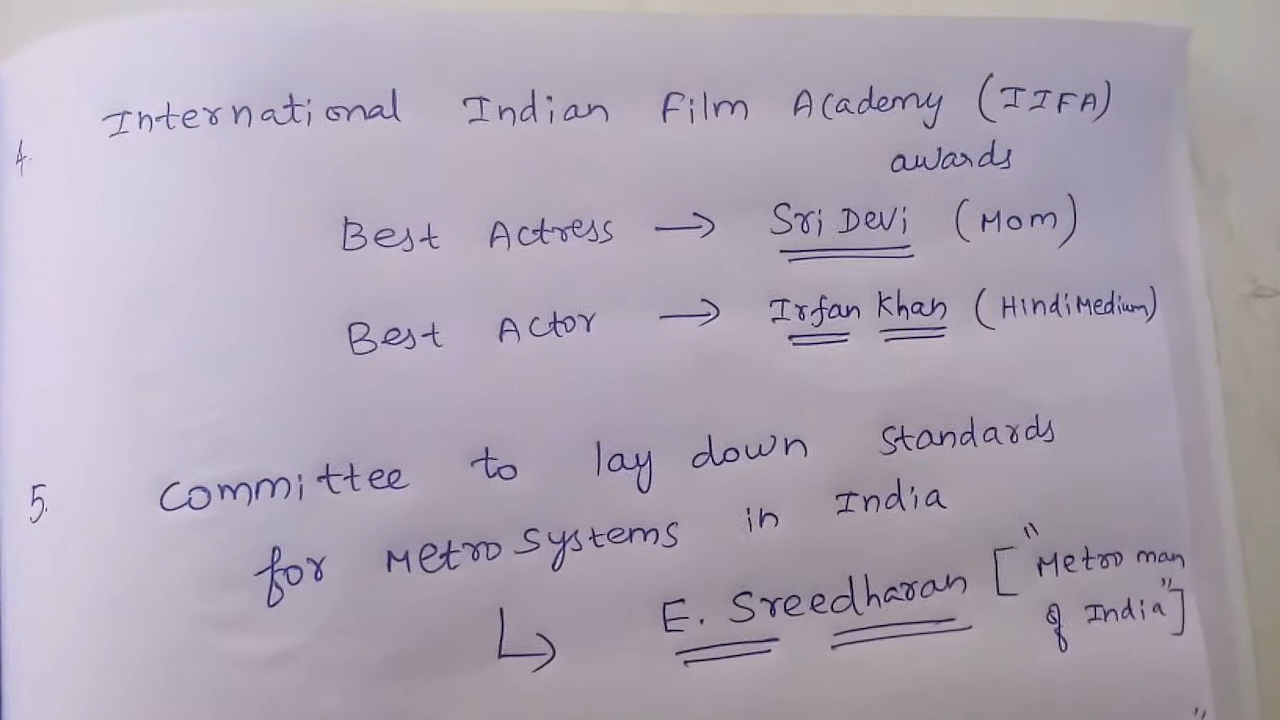 4. International Indian Film Academy (IIFA)
awards
Best Actress → Sri Devi (Mom)
Best Actor → Irfan Khan (Hindi Medium)
5. Committee to lay down Standards
for Metro Systems in India
↳ E. Sreedharan ["Metro man
of India"]